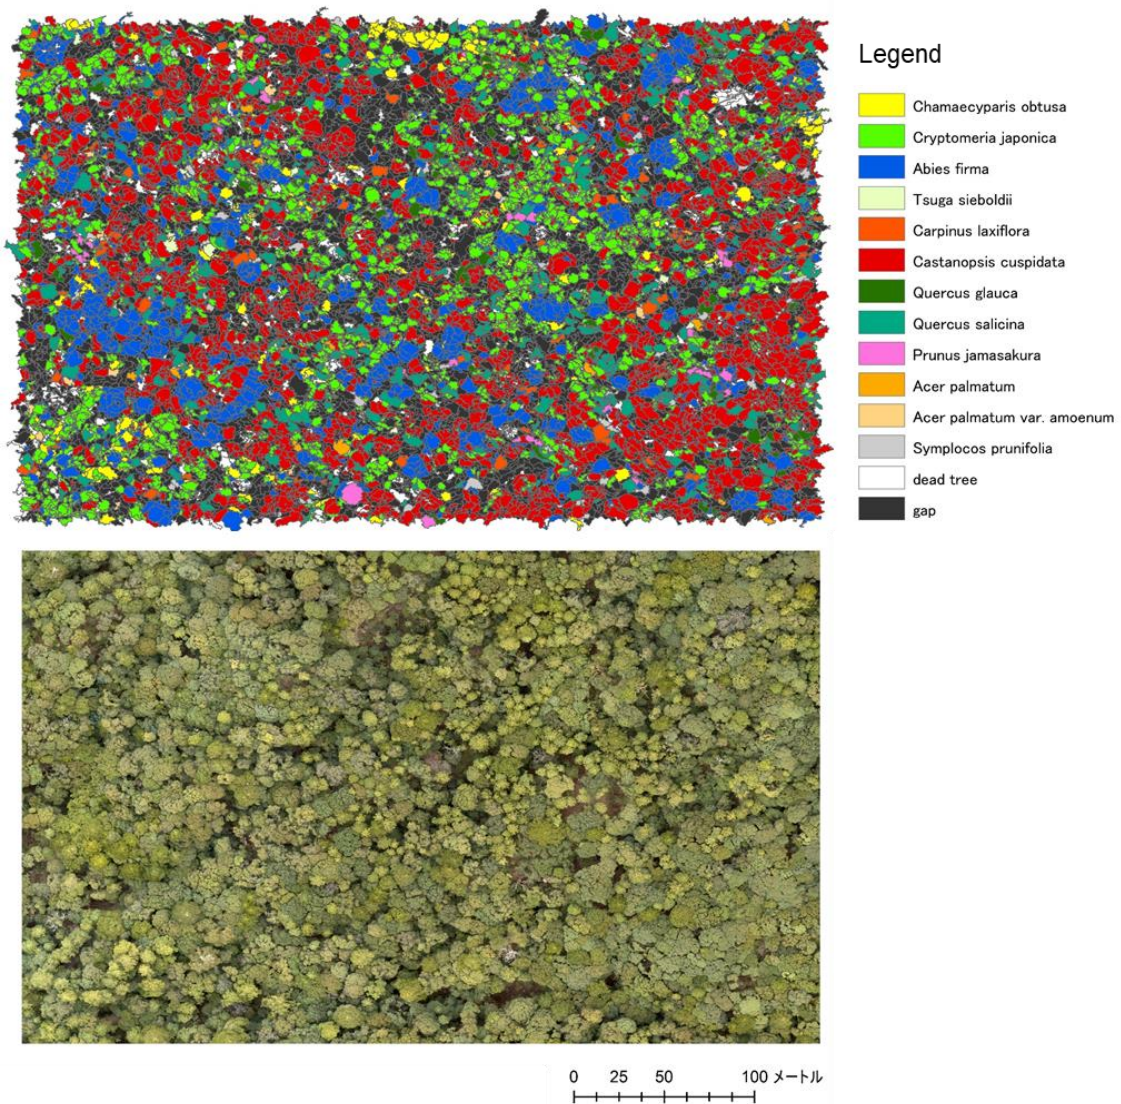 Legend
Chamaecyparis obtusa
Cryptomeria japonica
Abies firma
Tsuga sieboldii
Carpinus laxiflora
Castanopsis cuspidata
Quercus glauca
Quercus salicina
Prunus jamasakura
Acer palmatum
Acer palmatum var. amoenum
Symplocos prunifolia
dead tree
gap
0 25 50 100 メートル